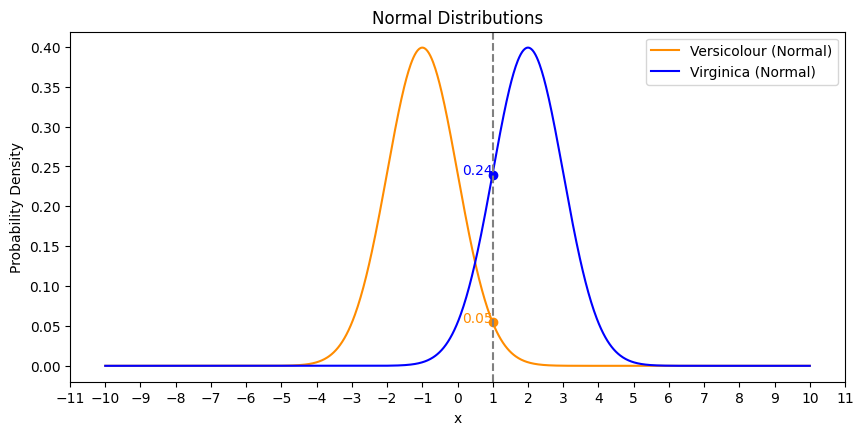 Normal Distributions
Versicolour (Normal)
Virginica (Normal)
Probability Density
0.40
0.35
0.30
0.25
0.20
0.15
0.10
0.05
0.00
0.24
0.05
−11 −10 −9 −8 −7 −6 −5 −4 −3 −2 −1 0 1 2 3 4 5 6 7 8 9 10 11
x